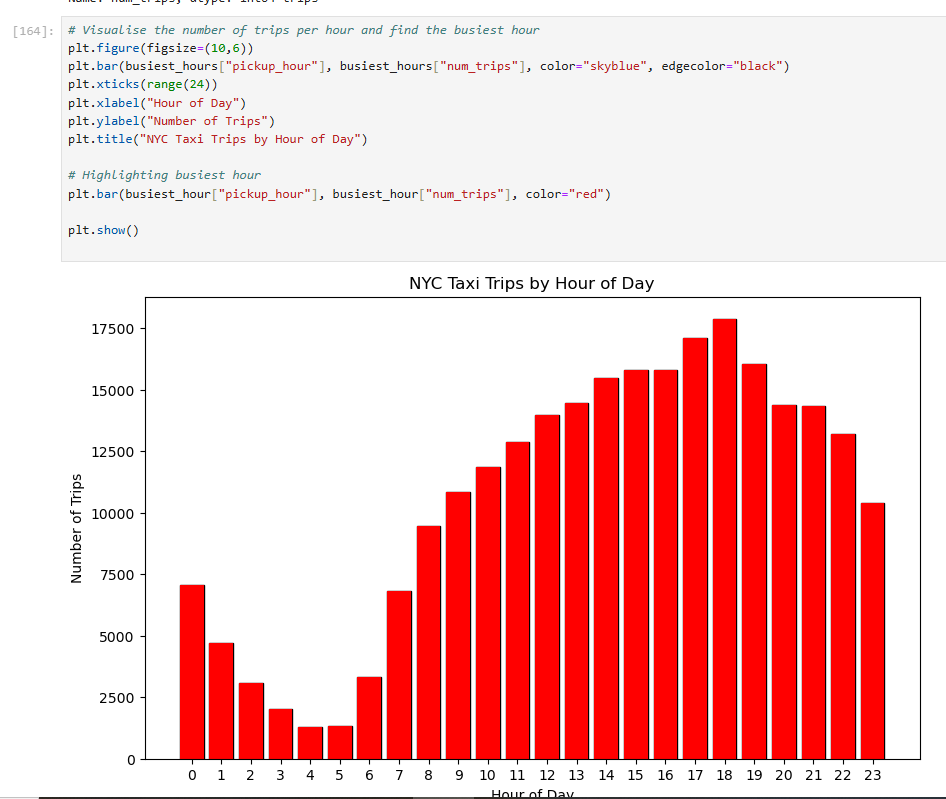 Name: num_trips, dtype: int64 trips
[164]: # Visualise the number of trips per hour and find the busiest hour
plt.figure(figsize=(10,6))
plt.bar(busiest_hours["pickup_hour"], busiest_hours["num_trips"], color="skyblue", edgecolor="black")
plt.xticks(range(24))
plt.xlabel("Hour of Day")
plt.ylabel("Number of Trips")
plt.title("NYC Taxi Trips by Hour of Day")
# Highlighting busiest hour
plt.bar(busiest_hour["pickup_hour"], busiest_hour["num_trips"], color="red")
plt.show()
NYC Taxi Trips by Hour of Day
Number of Trips
17500
15000
12500
10000
7500
5000
2500
0
0 1 2 3 4 5 6 7 8 9 10 11 12 13 14 15 16 17 18 19 20 21 22 23
Hour of Day